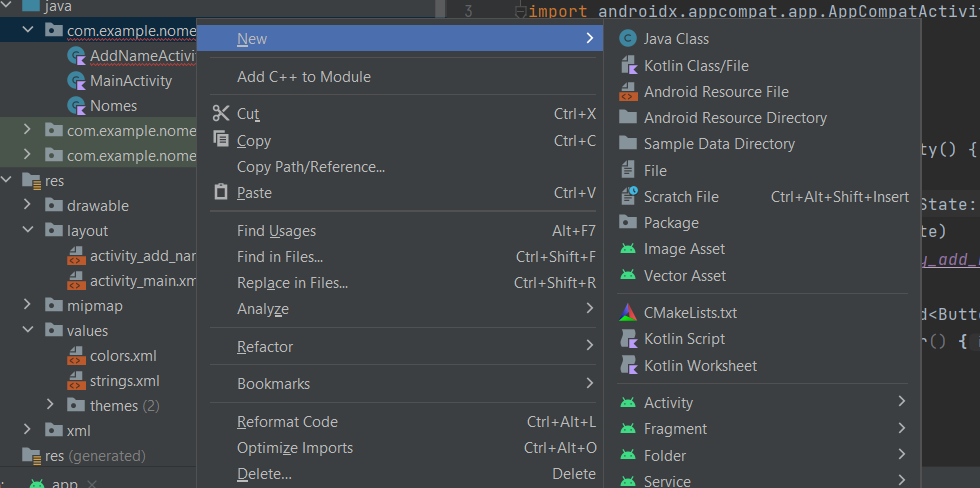 java
com.example.nome
AddNameActivi
MainActivity
Nomes
com.example.nome
com.example.nome
res
drawable
layout
activity_add_nar
activity_main.xm
mipmap
values
colors.xml
strings.xml
themes (2)
xml
res (generated)
app
New
Add C++ to Module
Cut Ctrl+X
Copy Ctrl+C
Copy Path/Reference...
Paste Ctrl+V
Find Usages Alt+F7
Find in Files... Ctrl+Shift+F
Replace in Files... Ctrl+Shift+R
Analyze
Refactor
Bookmarks
Reformat Code Ctrl+Alt+L
Optimize Imports Ctrl+Alt+O
Delete... Delete
Java Class
Kotlin Class/File
Android Resource File
Android Resource Directory
Sample Data Directory
File
Scratch File Ctrl+Alt+Shift+Insert
Package
Image Asset
Vector Asset
CMakeLists.txt
Kotlin Script
Kotlin Worksheet
Activity
Fragment
Folder
Service
3 import androidx.appcompat.app.AppCompatActivit
ty() {
State:
te)
y_add_
d<Butto
r() {